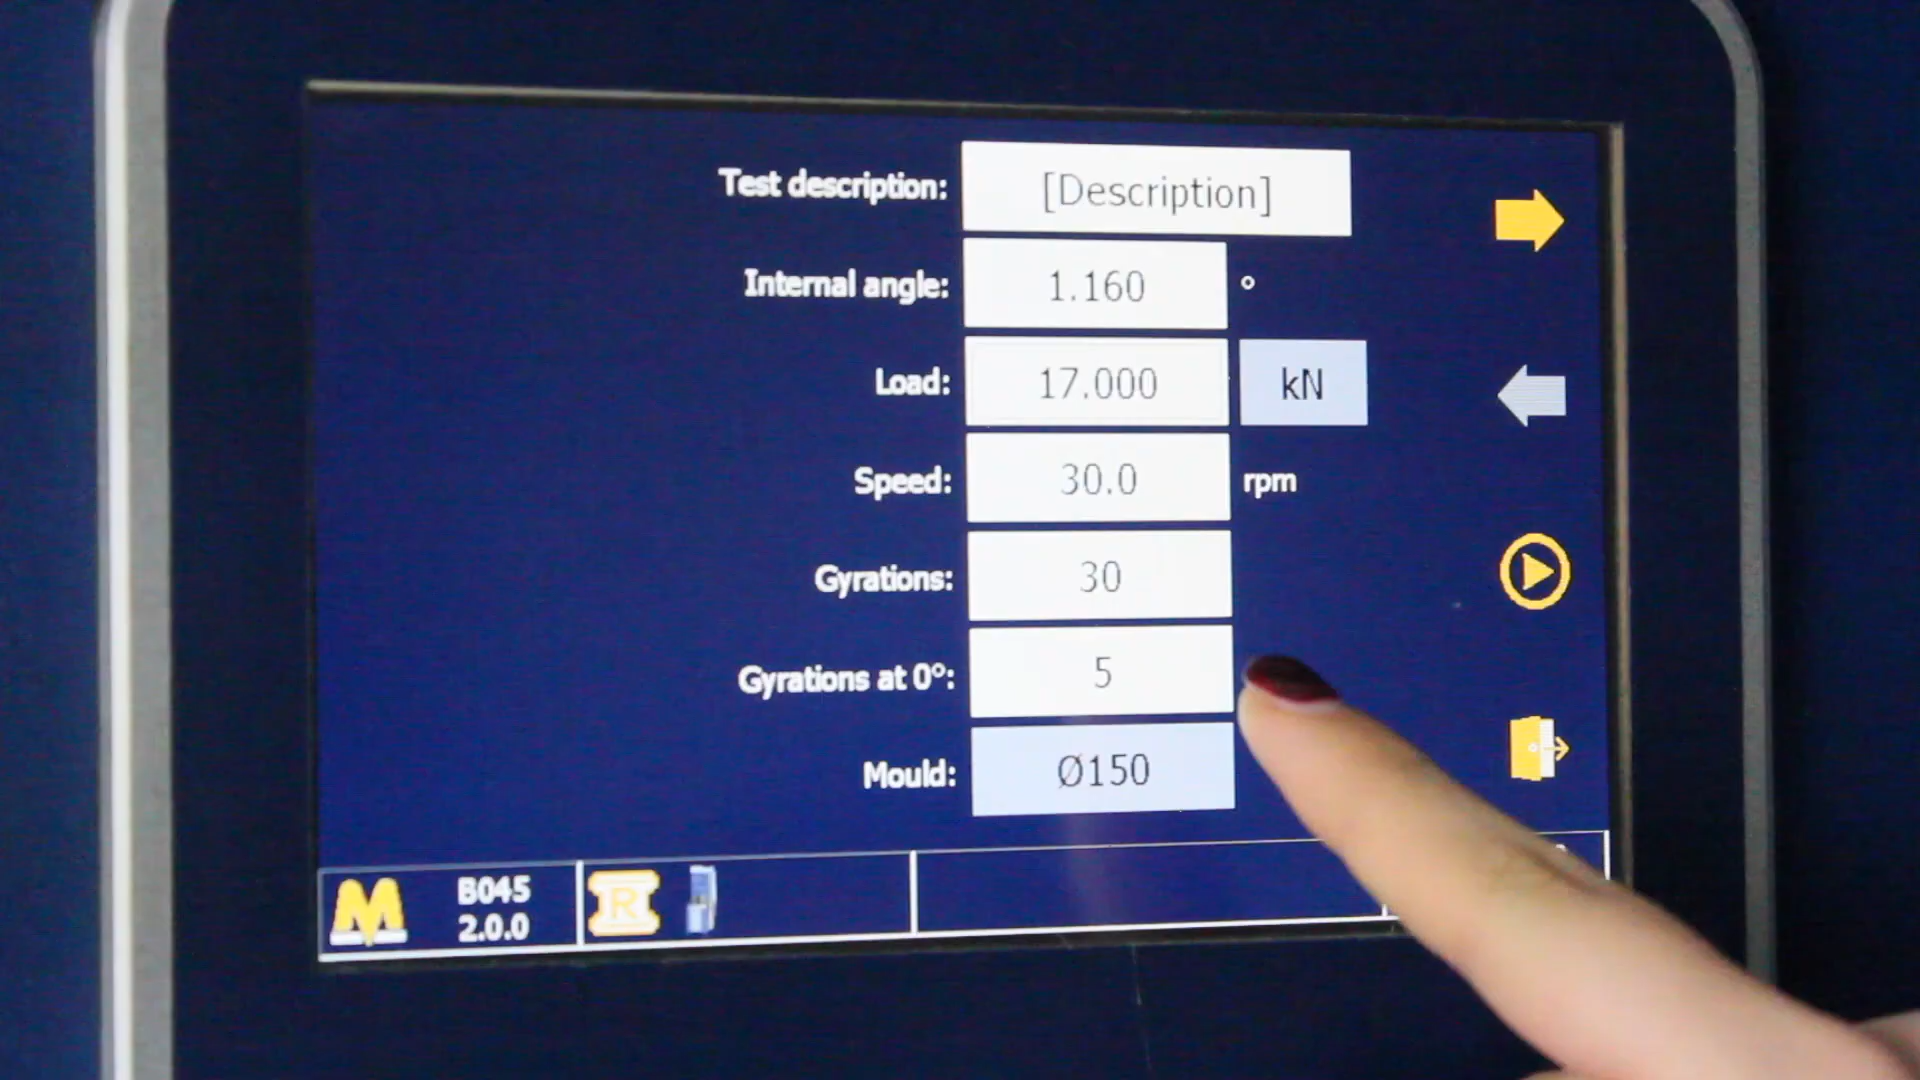 Test description: [Description]
Internal angle: 1.160 °
Load: 17.000 kN
Speed: 30.0 rpm
Gyrations: 30
Gyrations at 0°: 5
Mould: Ø150
M B045
2.0.0
R